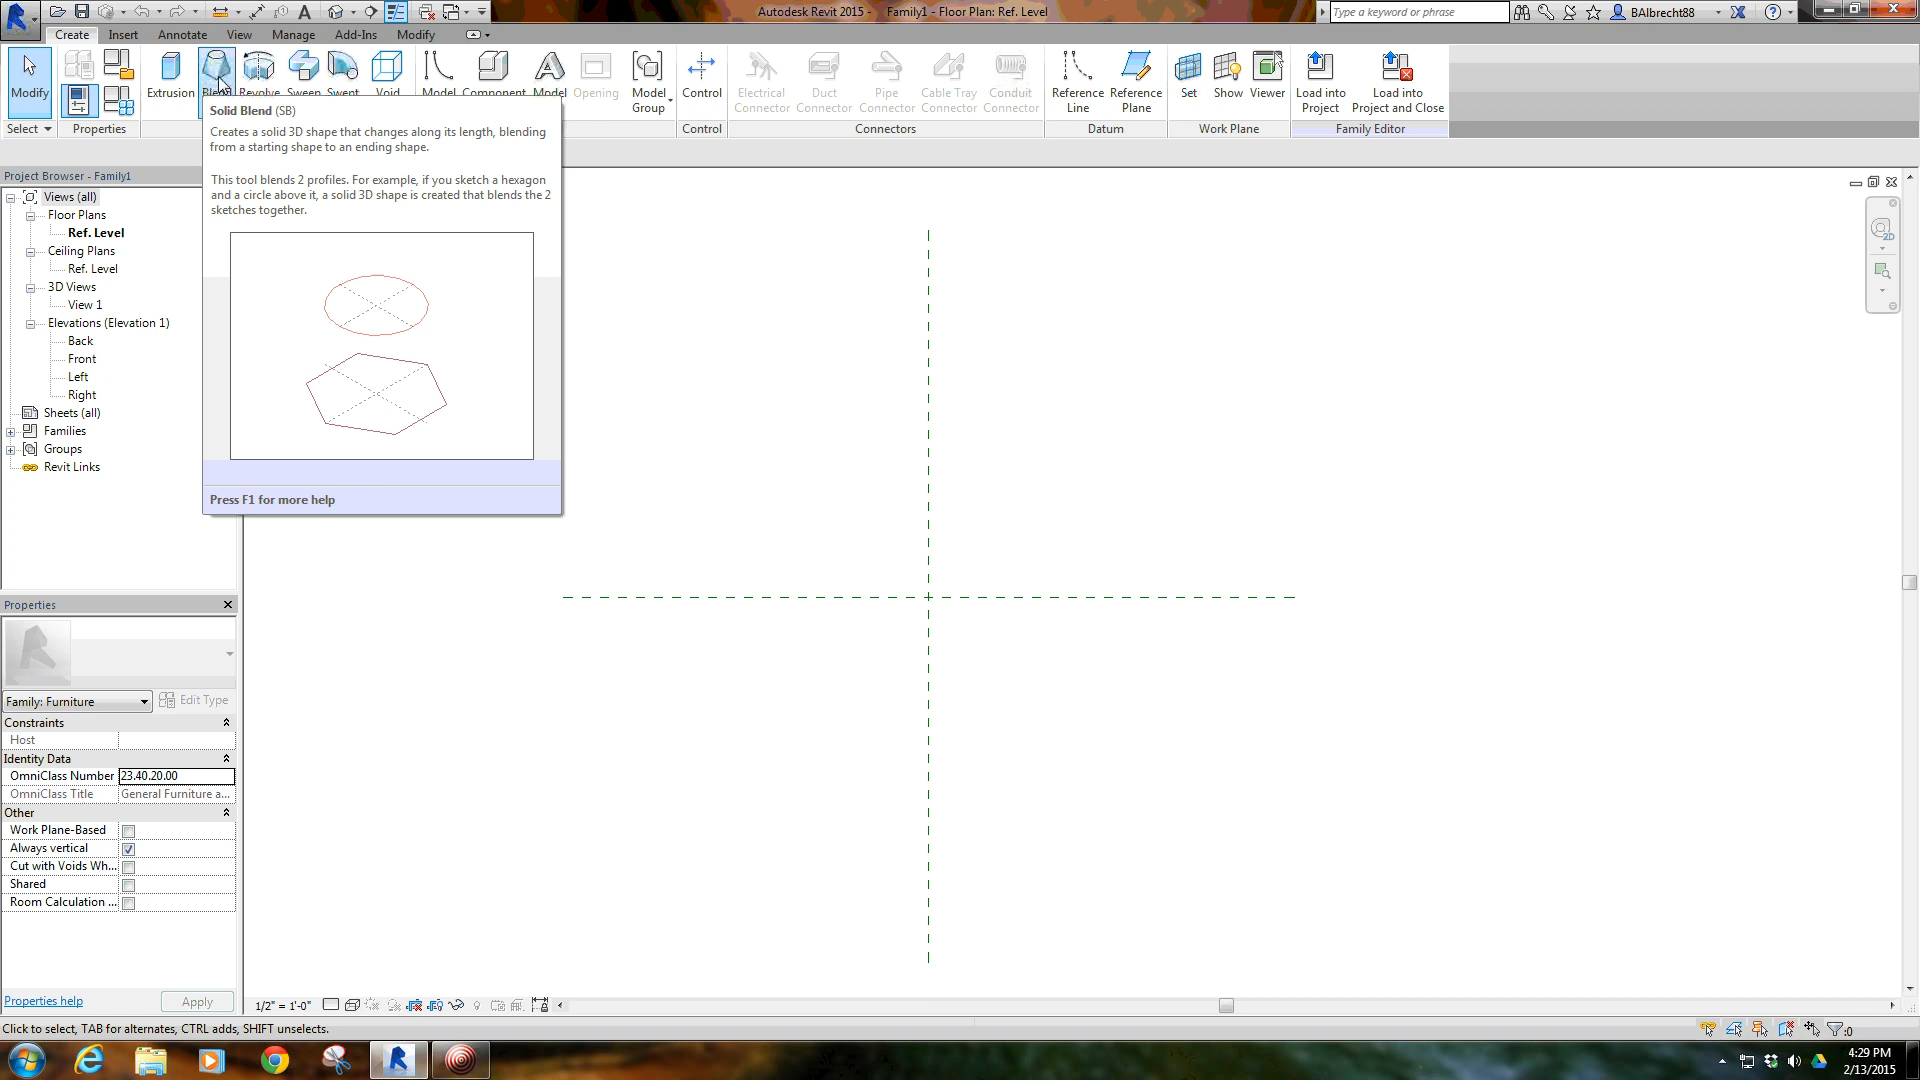 Autodesk Revit 2015 -    Family1 - Floor Plan: Ref. Level
Type a keyword or phrase
BAlbrecht88
Create Insert Annotate View Manage Add-Ins Modify
Modify
Extrusion Blend Revolve Sweep Swept Void
Model Component Model Opening
Model
Group
Control
Electrical
Connector
Duct
Connector
Pipe
Connector
Cable Tray
Connector
Conduit
Connector
Reference
Line
Reference
Plane
Set Show Viewer
Load into
Project
Load into
Project and Close
Select Properties Control Connectors Datum Work Plane Family Editor
Solid Blend (SB)
Creates a solid 3D shape that changes along its length, blending
from a starting shape to an ending shape.
This tool blends 2 profiles. For example, if you sketch a hexagon
and a circle above it, a solid 3D shape is created that blends the 2
sketches together.
Press F1 for more help
Project Browser - Family1
Views (all)
Floor Plans
Ref. Level
Ceiling Plans
Ref. Level
3D Views
View 1
Elevations (Elevation 1)
Back
Front
Left
Right
Sheets (all)
Families
Groups
Revit Links
2D
Properties
Family: Furniture Edit Type
Constraints
Host
Identity Data
OmniClass Number 23.40.20.00
OmniClass Title General Furniture a...
Other
Work Plane-Based
Always vertical
Cut with Voids Wh...
Shared
Room Calculation ...
Properties help Apply
1/2" = 1'-0"
Click to select, TAB for alternates, CTRL adds, SHIFT unselects.
:0
4:29 PM
2/13/2015